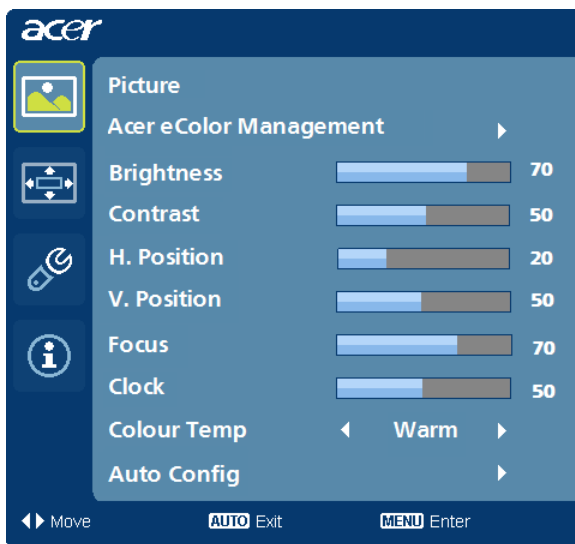 acer
Picture
Acer eColor Management
Brightness 70
Contrast 50
H. Position 20
V. Position 50
Focus 70
Clock 50
Colour Temp Warm
Auto Config
Move AUTO Exit MENU Enter